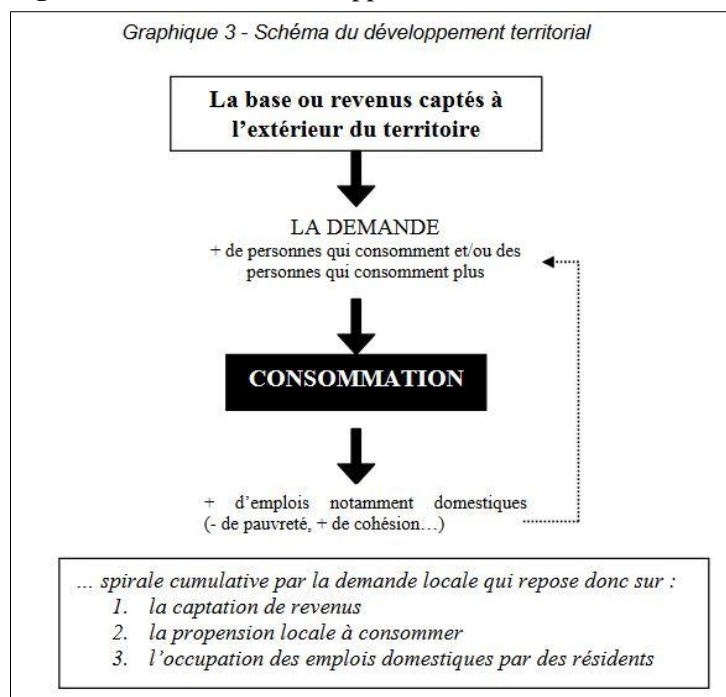 Graphique 3 - Schéma du développement territorial
La base ou revenus captés à
l'extérieur du territoire
LA DEMANDE
+ de personnes qui consomment et/ou des
personnes qui consomment plus
CONSOMMATION
+ d'emplois notamment domestiques
(- de pauvreté, + de cohésion...)
... spirale cumulative par la demande locale qui repose donc sur :
1. la captation de revenus
2. la propension locale à consommer
3. l'occupation des emplois domestiques par des résidents